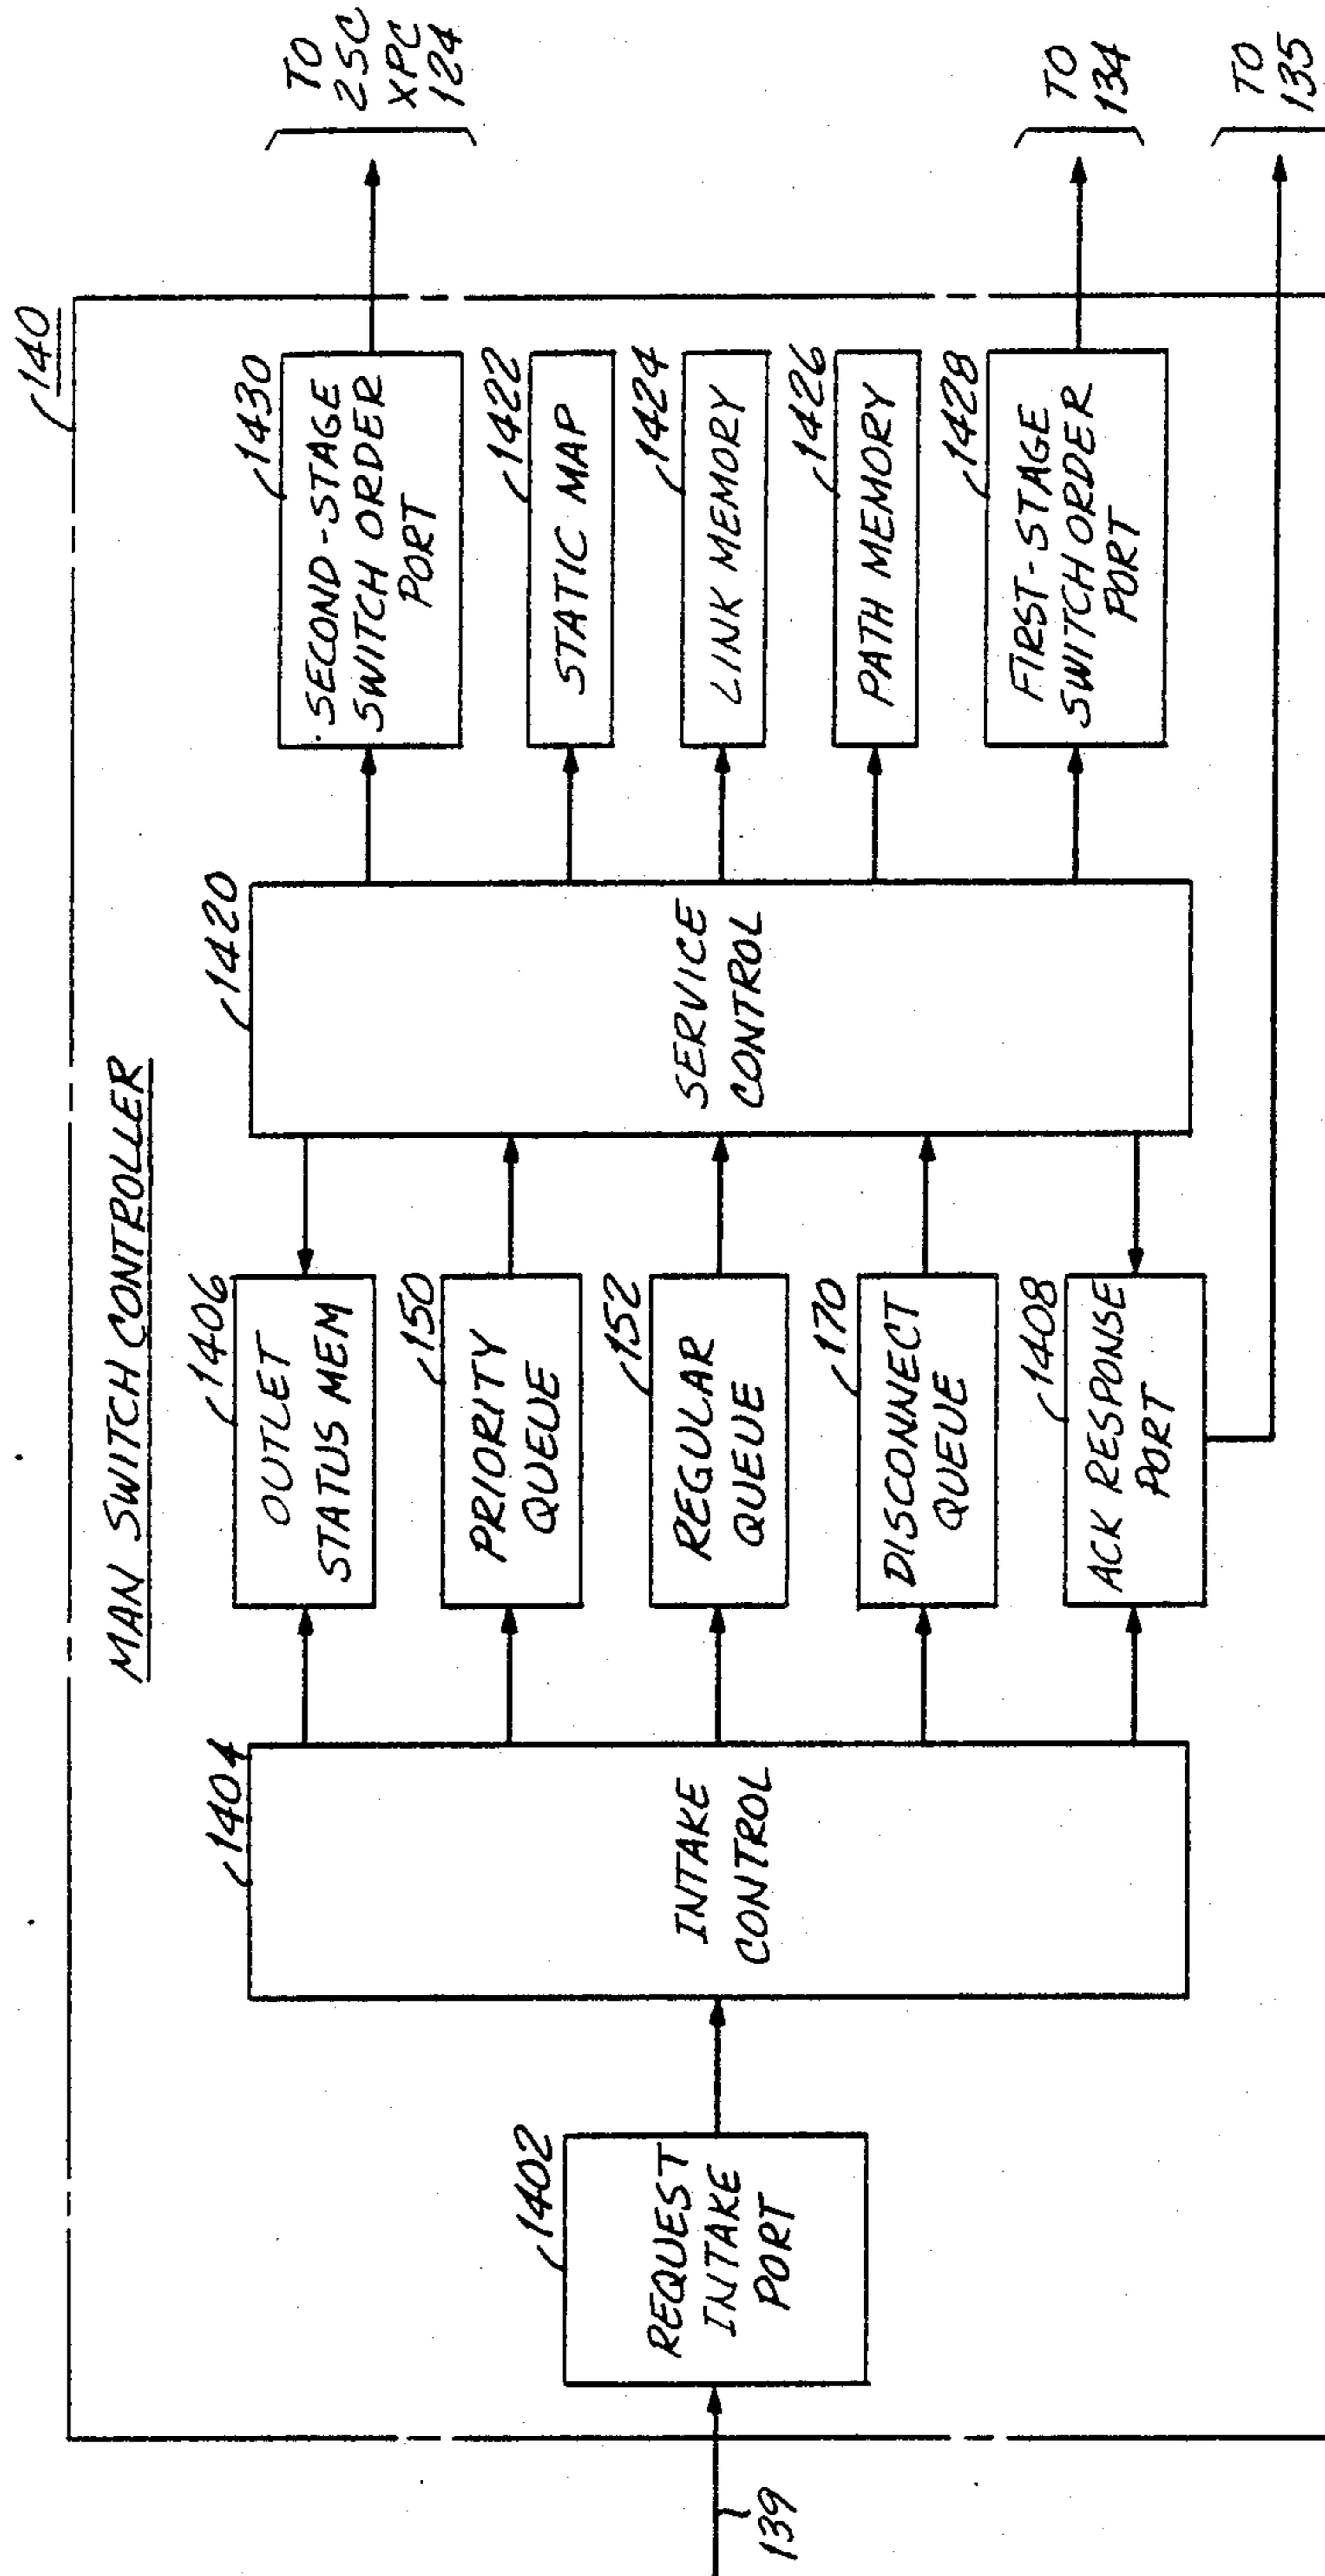 MAN SWITCH CONTROLLER
140
139
1402
REQUEST
INTAKE
PORT
1404
INTAKE
CONTROL
1406
OUTLET
STATUS MEM
150
PRIORITY
QUEUE
152
REGULAR
QUEUE
170
DISCONNECT
QUEUE
1408
ACK RESPONSE
PORT
1420
SERVICE
CONTROL
1430
SECOND-STAGE
SWITCH ORDER
PORT
1422
STATIC MAP
1424
LINK MEMORY
1426
PATH MEMORY
1428
FIRST-STAGE
SWITCH ORDER
PORT
TO
2SC
XPC
124
TO
134
TO
135